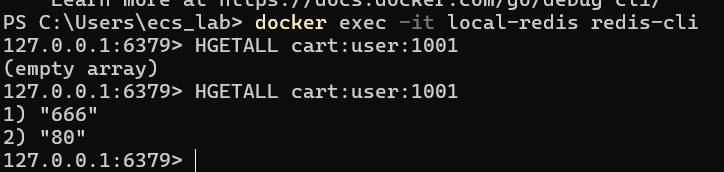 Learn more at https://docs.docker.com/go/debug-cli/
PS C:\Users\ecs_lab> docker exec -it local-redis redis-cli
127.0.0.1:6379> HGETALL cart:user:1001
(empty array)
127.0.0.1:6379> HGETALL cart:user:1001
1) "666"
2) "80"
127.0.0.1:6379>